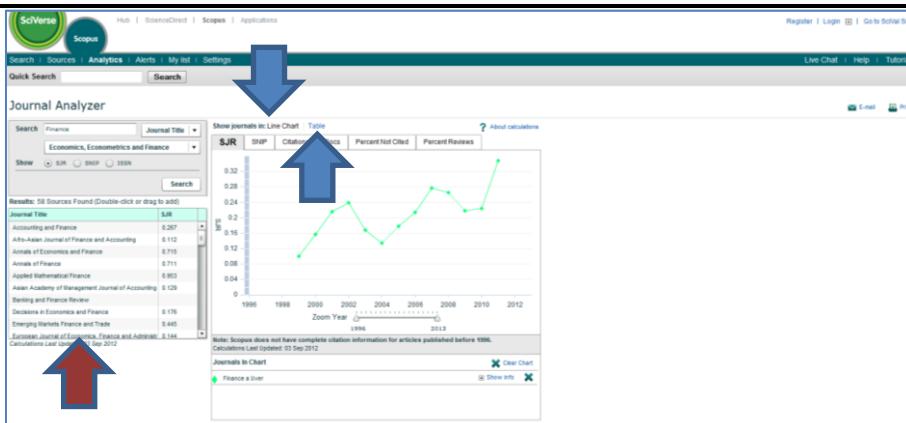 SciVerse
Scopus
Hub | ScienceDirect | Scopus | Applications
Register | Login | Go to SciVal
Search | Sources | Analytics | Alerts | My list | Settings
Live Chat | Help | Tutori
Quick Search Search
Journal Analyzer
E-mail
Search Finance Journal Title
Economics, Econometrics and Finance
Show SJR SNIP ISSN
Search
Results: 58 Sources Found (Double-click or drag to add)
Journal Title SJR
Accounting and Finance 0.267
Afro-Asian Journal of Finance and Accounting 0.112
Annals of Economics and Finance 0.715
Annals of Finance 0.711
Applied Mathematical Finance 0.953
Asian Academy of Management Journal of Accounting 0.129
Banking and Finance Review
Decisions in Economics and Finance 0.176
Emerging Markets Finance and Trade 0.445
European Journal of Economics, Finance and Administ 0.144
Calculations Last Updated: 03 Sep 2012
Show journals in: Line Chart | Table
? About calculations
SJR SNIP Citations Docs Percent Not Cited Percent Reviews
0.32
0.28
0.24
0.2
0.16
0.12
0.08
0.04
0
SJR
1996 1998 2000 2002 2004 2006 2008 2010 2012
Zoom Year
1996 2013
Note: Scopus does not have complete citation information for articles published before 1996.
Calculations Last Updated: 03 Sep 2012
Journals in Chart
Clear Chart
Finance a Uver
Show info